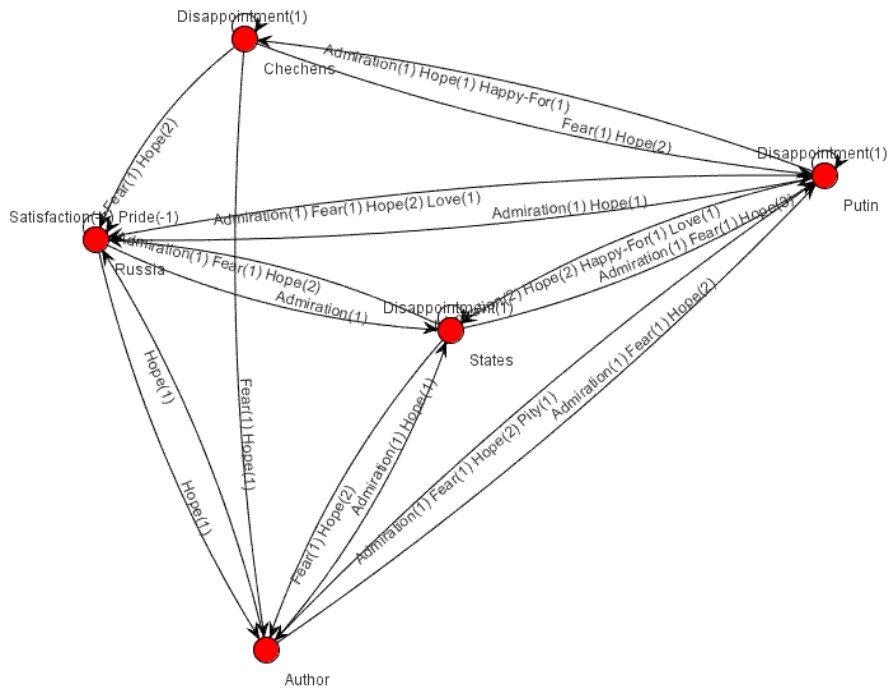 Disappointment(1)
Chechens
Admiration(1) Hope(1) Happy-For(1)
Fear(1) Hope(2)
Fear(1) Hope(2)
Disappointment(1)
Putin
Admiration(1) Fear(1) Hope(2) Love(1)
Admiration(1) Hope(1)
Pride(-1)
Russia
Admiration(1) Fear(1) Hope(2)
Admiration(1)
Hope(2) Happy-For(1) Love(1)
Admiration(1) Fear(1)
Disappointment(1)
States
Hope(1)
Hope(1)
Fear(1) Hope(1)
Fear(1) Hope(2)
Admiration(1) Hope(1)
Admiration(1) Fear(1) Hope(2) Pity(1)
Admiration(1) Fear(1) Hope(2)
Author